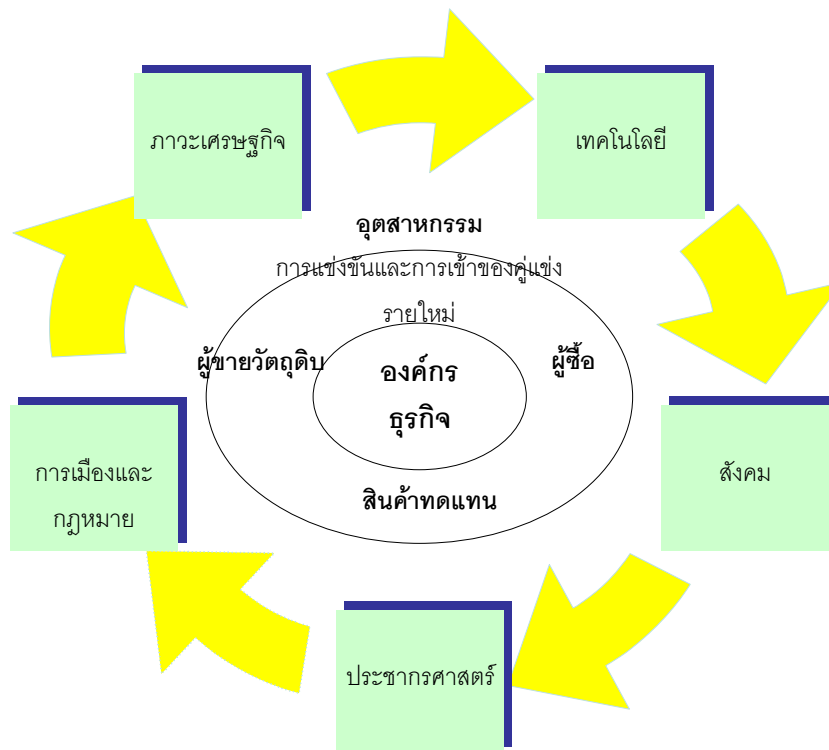 ภาวะเศรษฐกิจ
เทคโนโลยี
อุตสาหกรรม
การแข่งขันและการเข้าของคู่แข่ง
รายใหม่
ผู้ขายวัตถุดิบ
องค์กร
ธุรกิจ
ผู้ซื้อ
สินค้าทดแทน
การเมืองและ
กฎหมาย
สังคม
ประชากรศาสตร์